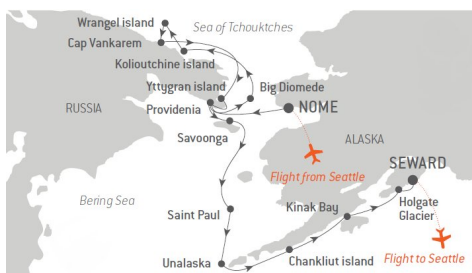 Wrangel island
Sea of Tchouktches
Cap Vankarem
Kolioutchine island
Yttygran island
Big Diomede
RUSSIA
Providenia
NOME
Savoonga
ALASKA
SEWARD
Flight from Seattle
Bering Sea
Kinak Bay
Holgate
Glacier
Saint Paul
Unalaska
Chankliut island
Flight to Seattle